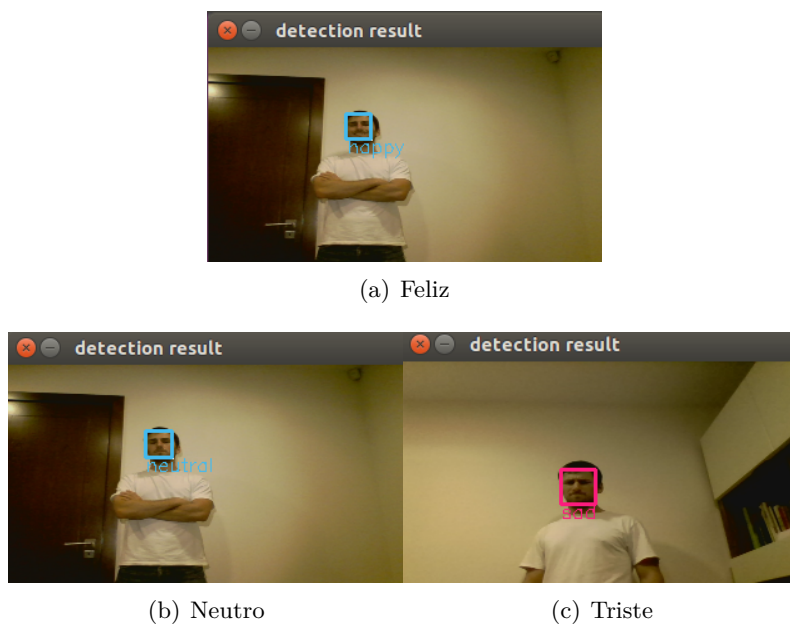 detection result
happy
(a) Feliz
detection result
neutral
(b) Neutro
detection result
sad
(c) Triste